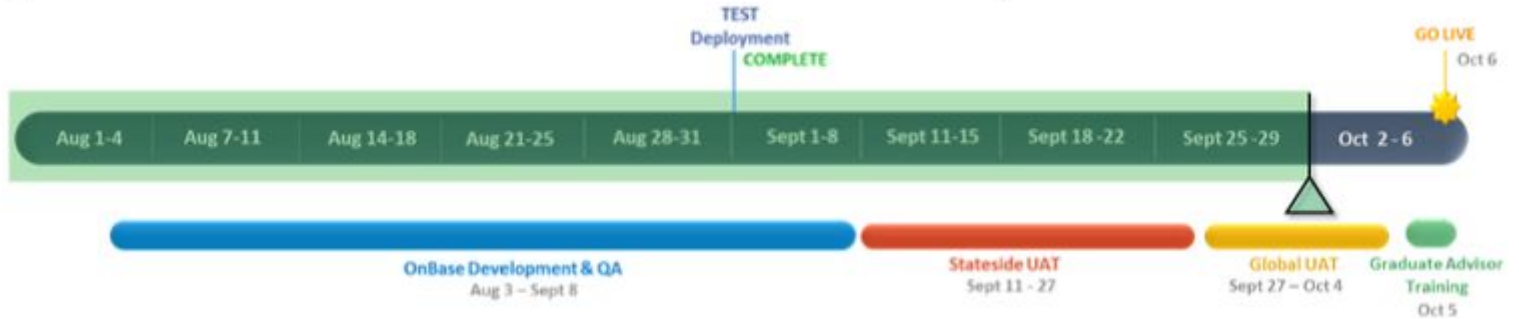 TEST
Deployment
COMPLETE
GO LIVE
Oct 6
Aug 1-4
Aug 7-11
Aug 14-18
Aug 21-25
Aug 28-31
Sept 1-8
Sept 11-15
Sept 18 -22
Sept 25 -29
Oct 2 - 6
OnBase Development & QA
Aug 3 – Sept 8
Stateside UAT
Sept 11 - 27
Global UAT
Sept 27 – Oct 4
Graduate Advisor
Training
Oct 5